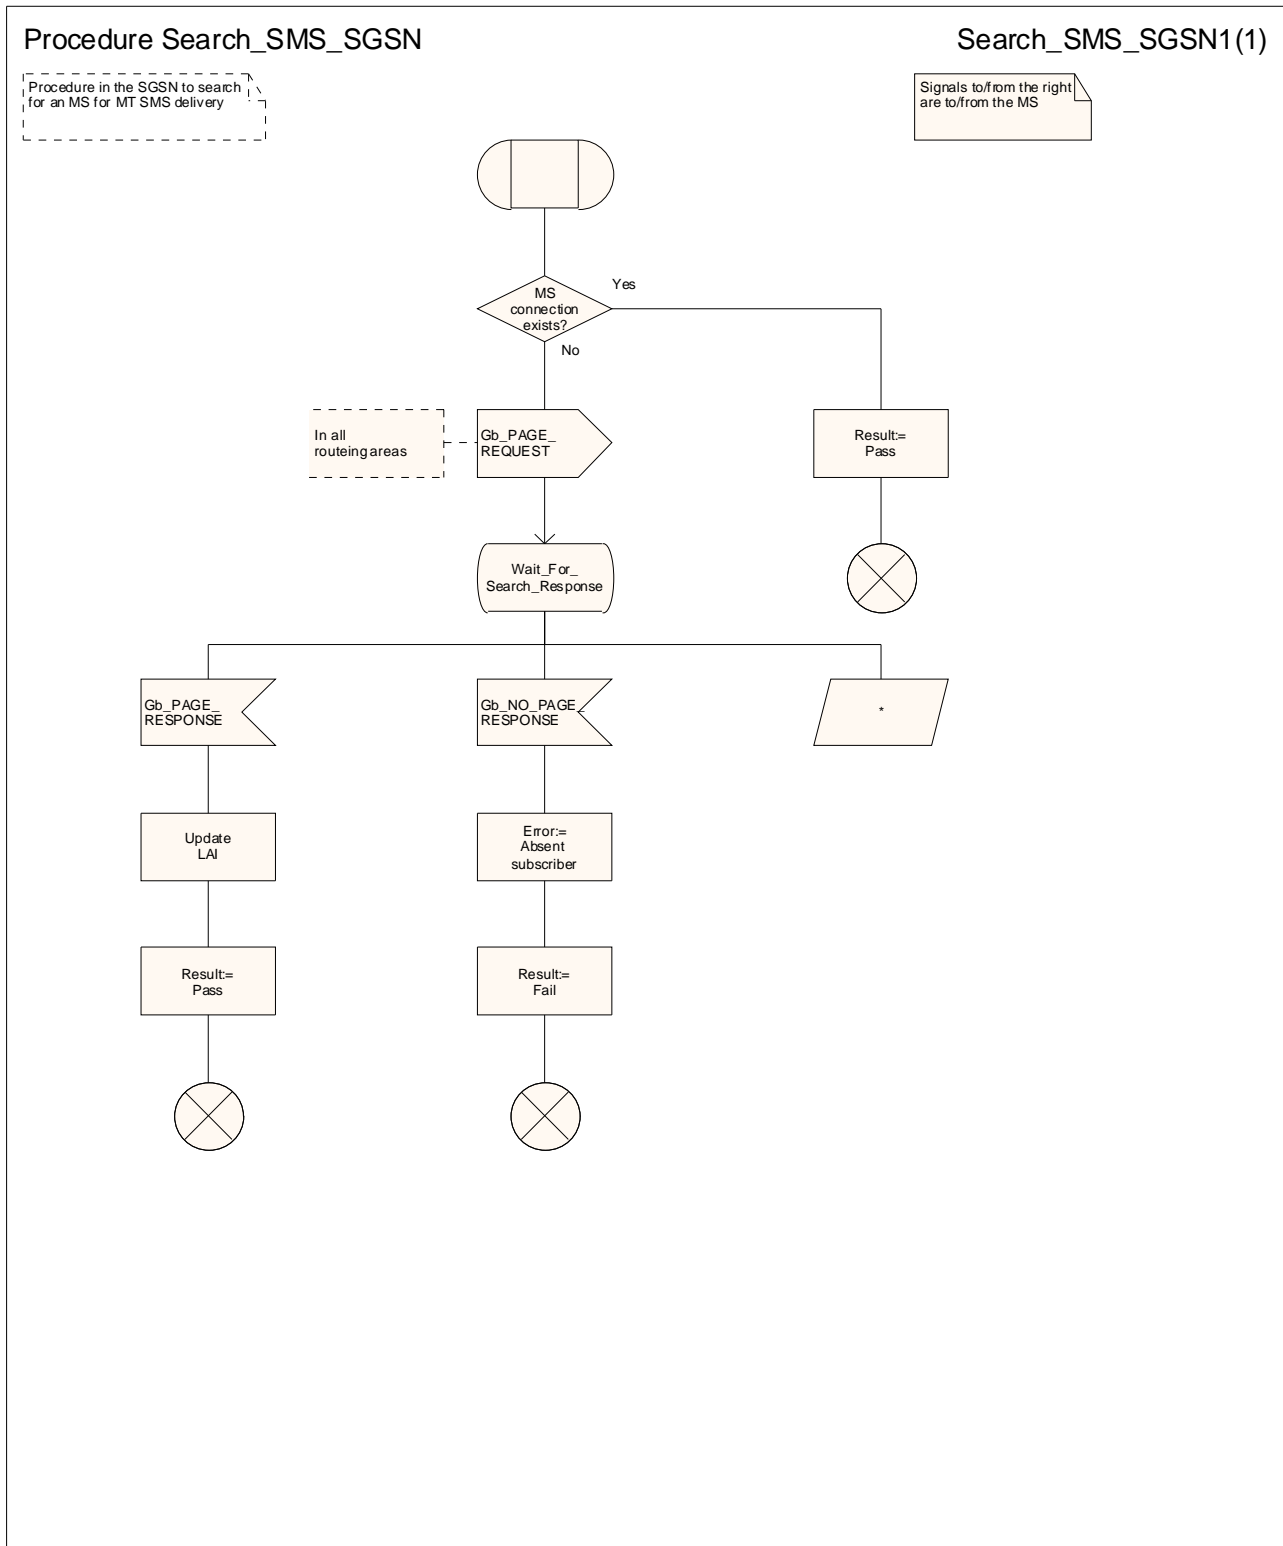 Procedure Search_SMS_SGSN
Search_SMS_SGSN1(1)
Procedure in the SGSN to search
for an MS for MT SMS delivery
Signals to/from the right
are to/from the MS
MS
connection
exists?
Yes
No
In all
routeing areas
Gb_PAGE_
REQUEST
Result:=
Pass
Wait_For_
Search_Response
Gb_PAGE_
RESPONSE
Gb_NO_PAGE_
RESPONSE
*
Update
LAI
Error:=
Absent
subscriber
Result:=
Pass
Result:=
Fail